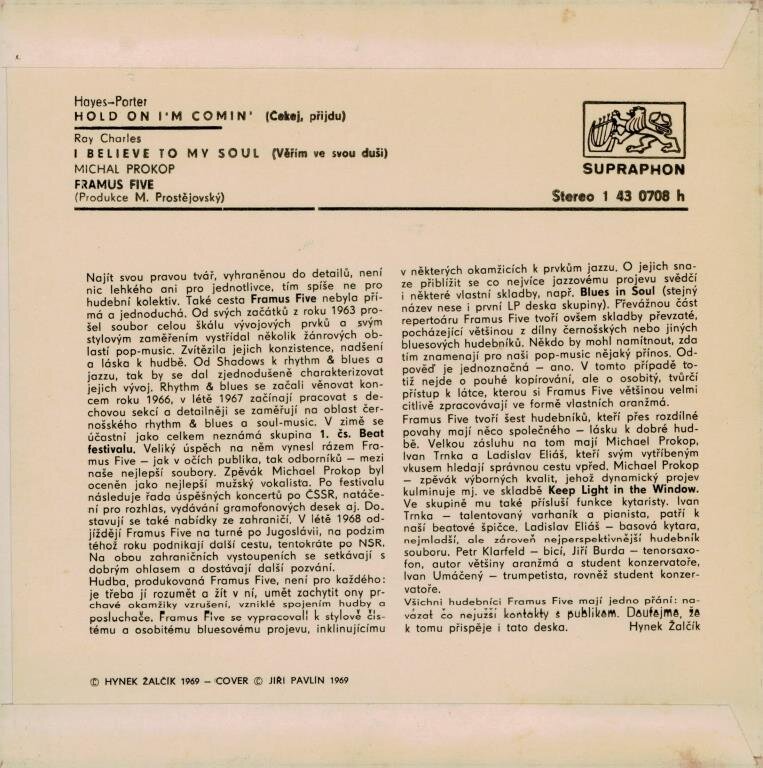 Hayes–Porter
HOLD ON I'M COMIN' (Čekej, přijdu)
Ray Charles
I BELIEVE TO MY SOUL (Věřím ve svou duši)
MICHAL PROKOP
FRAMUS FIVE
(Produkce M. Prostějovský)
SUPRAPHON
Stereo 1 43 0708 h
Najít svou pravou tvář, vyhraněnou do detailů, není
nic lehkého ani pro jednotlivce, tím spíše ne pro
hudební kolektiv. Také cesta Framus Five nebyla pří-
má a jednoduchá. Od svých začátků z roku 1963 pro-
šel soubor celou škálu vývojových prvků a svým
stylovým zaměřením vystřídal několik žánrových ob-
lastí pop-music. Zvítězila jejich konzistence, nadšení
a láska k hudbě. Od Shadows k rhythm & blues a
jazzu, tak by se dal zjednodušeně charakterizovat
jejich vývoj. Rhythm & blues se začali věnovat kon-
cem roku 1966, v létě 1967 začínají pracovat s de-
chovou sekcí a detailněji se zaměřují na oblast čer-
nošského rhythm & blues a soul-music. V zimě se
účastní jako celkem neznámá skupina 1. čs. Beat
festivalu. Veliký úspěch na něm vynesl rázem Fra-
mus Five – jak v očích publika, tak odborníků – mezi
naše nejlepší soubory. Zpěvák Michael Prokop byl
oceněn jako nejlepší mužský vokalista. Po festivalu
následuje řada úspěšných koncertů po ČSSR, natáče-
ní pro rozhlas, vydávání gramofonových desek aj. Do-
stavují se také nabídky ze zahraničí. V létě 1968 od-
jíždějí Framus Five na turné po Jugoslávii, na podzim
téhož roku podnikají další cestu, tentokráte po NSR.
Na obou zahraničních vystoupeních se setkávají s
dobrým ohlasem a dostávají další pozvání.
Hudba, produkovaná Framus Five, není pro každého:
je třeba jí rozumět a žít v ní, umět zachytit ony pr-
chavé okamžiky vzrušení, vzniklé spojením hudby a
posluchače. Framus Five se vypracovali k stylově čis-
tému a osobitému bluesovému projevu, inklinujícímu
v některých okamžicích k prvkům jazzu. O jejich sna-
ze přiblížit se co nejvíce jazzovému projevu svědčí
i některé vlastní skladby, např. Blues in Soul (stejný
název nese i první LP deska skupiny). Převážnou část
repertoáru Framus Five tvoří ovšem skladby převzaté,
pocházející většinou z dílny černošských nebo jiných
bluesových hudebníků. Někdo by mohl namítnout, zda
tím znamenají pro naši pop-music nějaký přínos. Od-
pověď je jednoznačná – ano. V tomto případě to-
tiž nejde o pouhé kopírování, ale o osobitý, tvůrčí
přístup k látce, kterou si Framus Five většinou velmi
citlivě zpracovávají ve formě vlastních aranžmá.
Framus Five tvoří šest hudebníků, kteří přes rozdílné
povahy mají něco společného – lásku k dobré hud-
bě. Velkou zásluhu na tom mají Michael Prokop,
Ivan Trnka a Ladislav Eliáš, kteří svým vytříbeným
vkusem hledají správnou cestu vpřed. Michael Prokop
– zpěvák výborných kvalit, jehož dynamický projev
kulminuje mj. ve skladbě Keep Light in the Window.
Ve skupině mu také přísluší funkce kytaristy. Ivan
Trnka – talentovaný varhaník a pianista, patří k
naší beatové špičce. Ladislav Eliáš – basová kytara,
nejmladší, ale zároveň nejperspektivnější hudebník
souboru. Petr Klarfeld – bicí, Jiří Burda – tenorsaxo-
fon, autor většiny aranžmá a student konzervatoře,
Ivan Umáčený – trumpetista, rovněž student konzer-
vatoře.
Všichni hudebníci Framus Five mají jedno přání: na-
vázat čo nejužší kontakty s publikem. Doufejme, že
k tomu přispěje i tato deska. Hynek Žalčík
© HYNEK ŽALČÍK 1969 – COVER © JIŘI PAVLÍN 1969